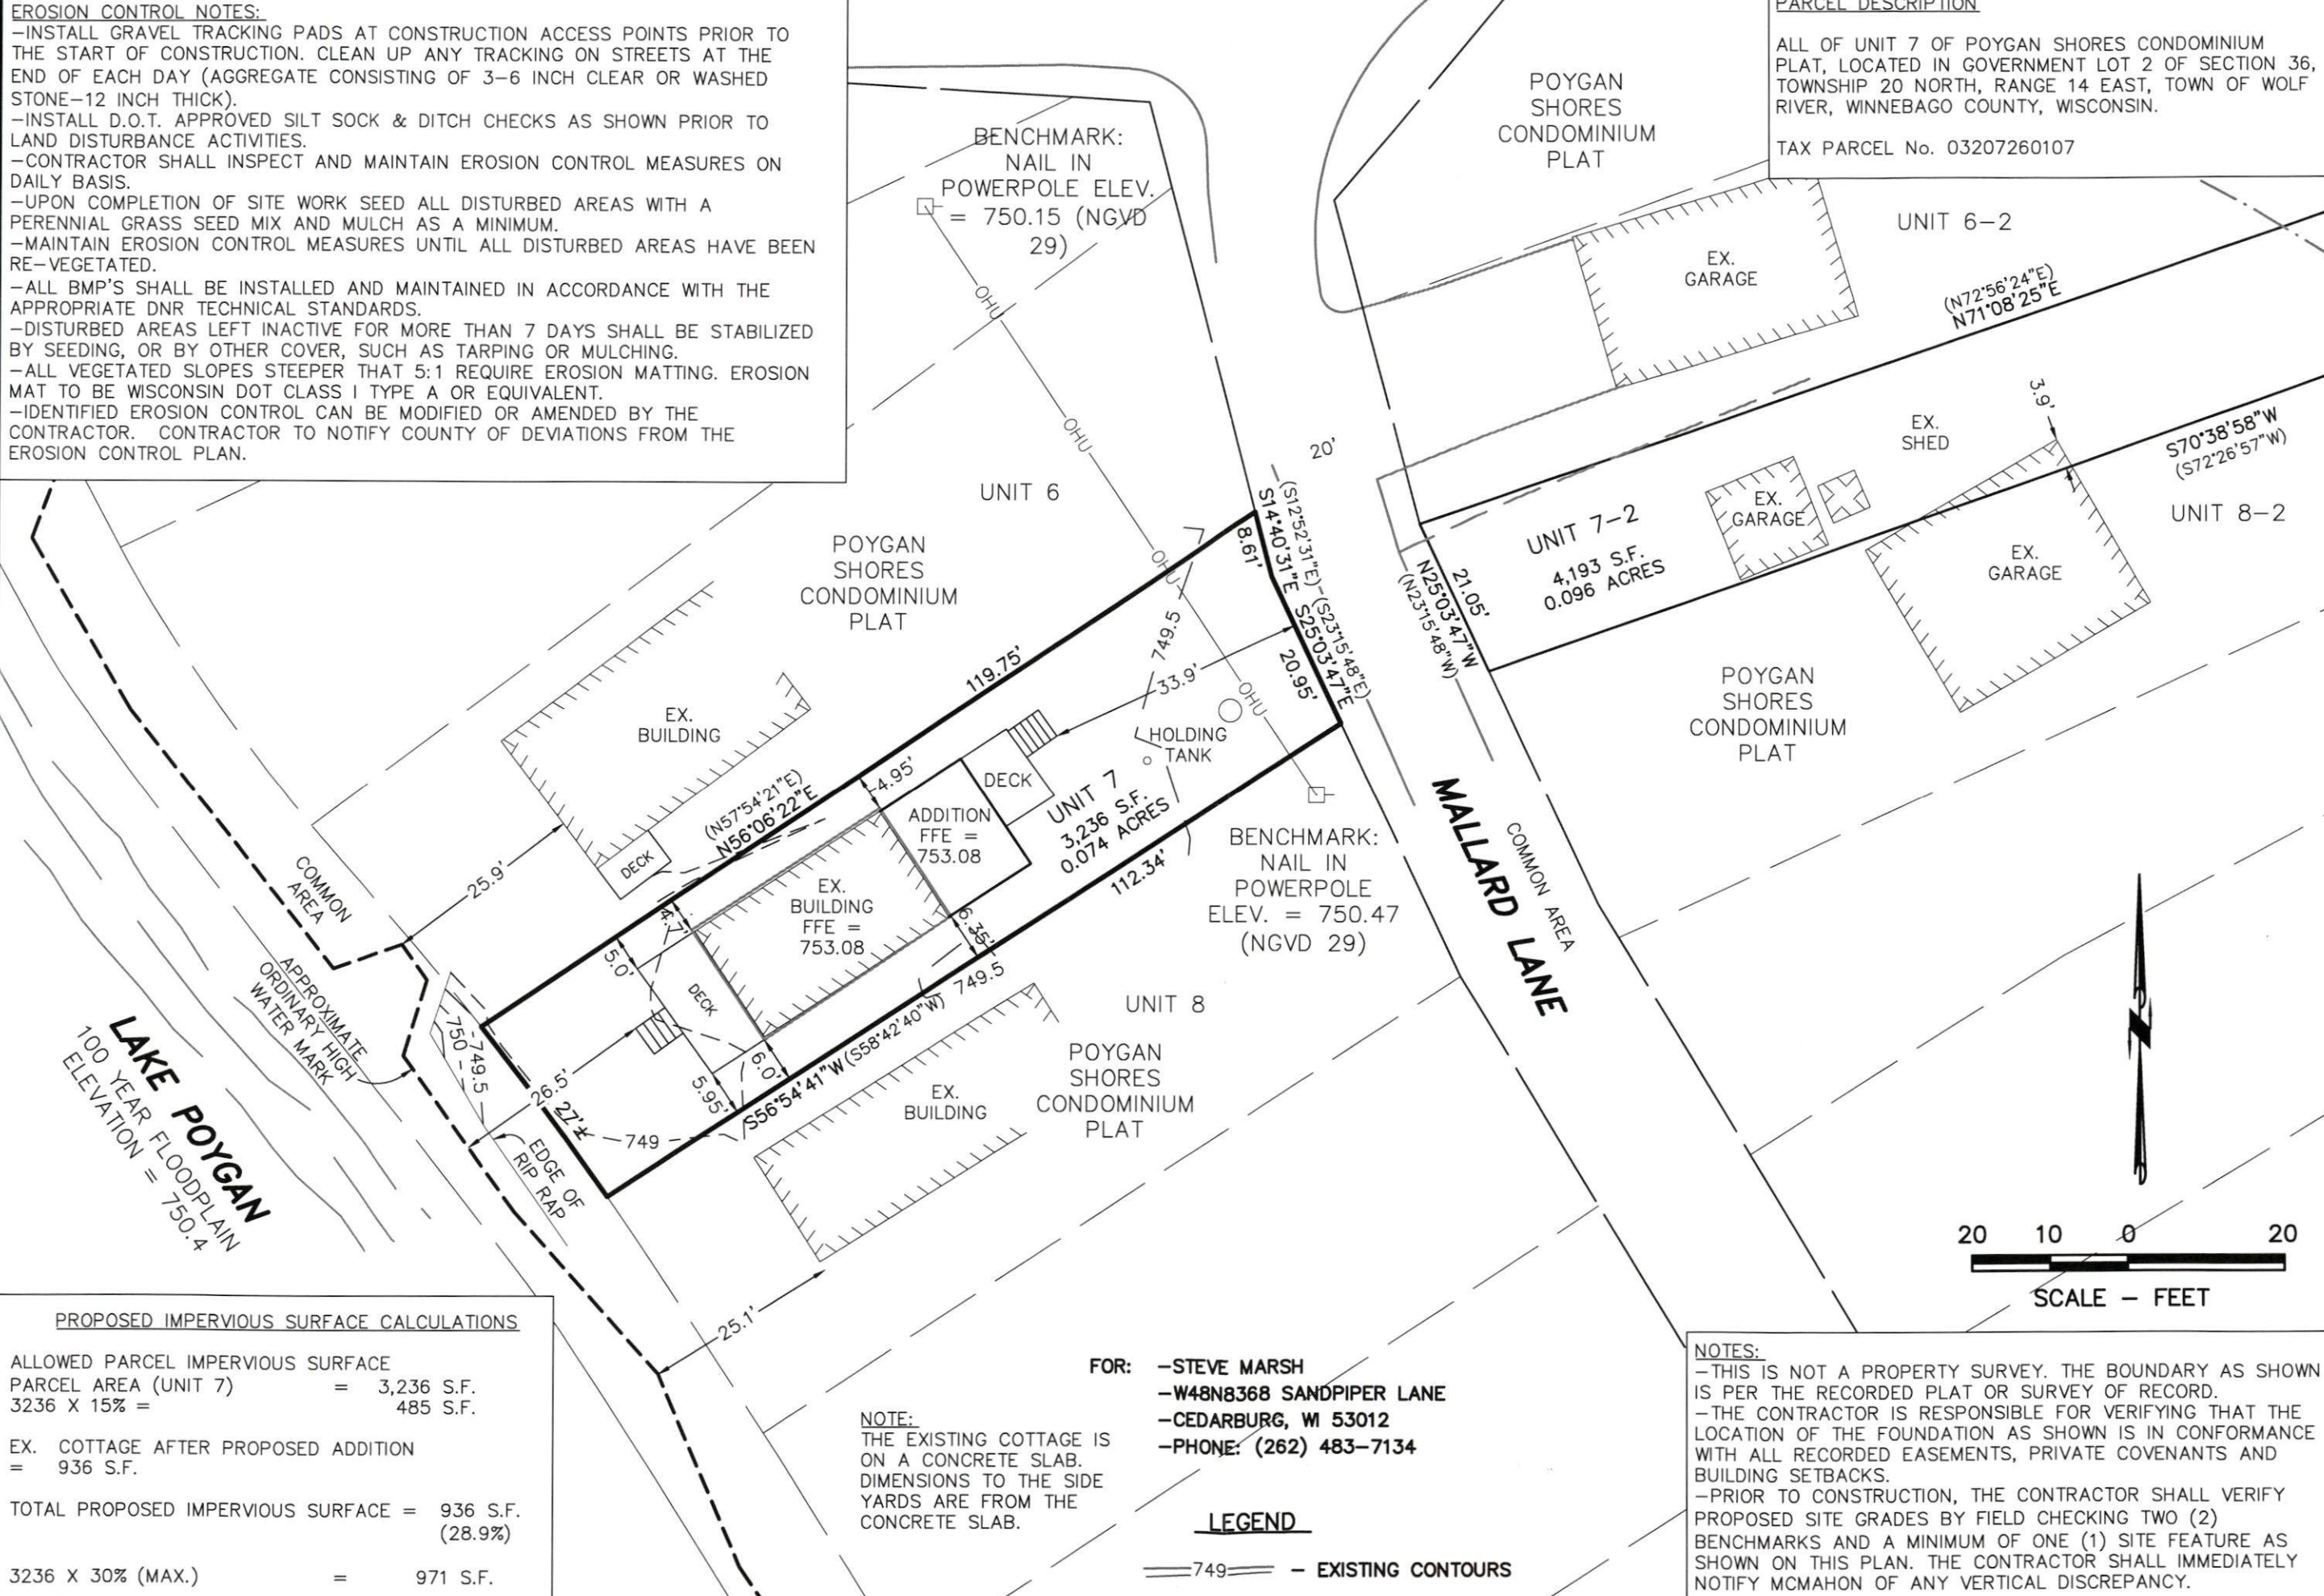 EROSION CONTROL NOTES:
-INSTALL GRAVEL TRACKING PADS AT CONSTRUCTION ACCESS POINTS PRIOR TO
THE START OF CONSTRUCTION. CLEAN UP ANY TRACKING ON STREETS AT THE
END OF EACH DAY (AGGREGATE CONSISTING OF 3-6 INCH CLEAR OR WASHED
STONE-12 INCH THICK).
-INSTALL D.O.T. APPROVED SILT SOCK & DITCH CHECKS AS SHOWN PRIOR TO
LAND DISTURBANCE ACTIVITIES.
-CONTRACTOR SHALL INSPECT AND MAINTAIN EROSION CONTROL MEASURES ON
DAILY BASIS.
-UPON COMPLETION OF SITE WORK SEED ALL DISTURBED AREAS WITH A
PERENNIAL GRASS SEED MIX AND MULCH AS A MINIMUM.
-MAINTAIN EROSION CONTROL MEASURES UNTIL ALL DISTURBED AREAS HAVE BEEN
RE-VEGETATED.
-ALL BMP'S SHALL BE INSTALLED AND MAINTAINED IN ACCORDANCE WITH THE
APPROPRIATE DNR TECHNICAL STANDARDS.
-DISTURBED AREAS LEFT INACTIVE FOR MORE THAN 7 DAYS SHALL BE STABILIZED
BY SEEDING, OR BY OTHER COVER, SUCH AS TARPING OR MULCHING.
-ALL VEGETATED SLOPES STEEPER THAT 5:1 REQUIRE EROSION MATTING. EROSION
MAT TO BE WISCONSIN DOT CLASS I TYPE A OR EQUIVALENT.
-IDENTIFIED EROSION CONTROL CAN BE MODIFIED OR AMENDED BY THE
CONTRACTOR. CONTRACTOR TO NOTIFY COUNTY OF DEVIATIONS FROM THE
EROSION CONTROL PLAN.
PARCEL DESCRIPTION
ALL OF UNIT 7 OF POYGAN SHORES CONDOMINIUM
PLAT, LOCATED IN GOVERNMENT LOT 2 OF SECTION 36,
TOWNSHIP 20 NORTH, RANGE 14 EAST, TOWN OF WOLF
RIVER, WINNEBAGO COUNTY, WISCONSIN.
TAX PARCEL No. 03207260107
BENCHMARK:
NAIL IN
POWERPOLE ELEV.
= 750.15 (NGVD
29)
POYGAN
SHORES
CONDOMINIUM
PLAT
UNIT 6-2
EX.
GARAGE
(N72°56'24"E)
N71°08'25"E
OHU
OHU
OHU
OHU
20'
3.9'
EX.
SHED
S70°38'58"W
(S72°26'57"W)
UNIT 8-2
EX.
GARAGE
EX.
GARAGE
UNIT 7-2
4,193 S.F.
0.096 ACRES
21.05'
N25°03'47"W
(N23°15'48"W)
UNIT 6
POYGAN
SHORES
CONDOMINIUM
PLAT
(S12°52'31"E)
S14°40'31"E
8.61'
(S23°15'48"E)
S25°03'47"E
20.95'
749.5
33.9'
119.75'
HOLDING
TANK
EX.
BUILDING
DECK
(N57°54'21"E)
N56°06'22"E
4.95'
DECK
ADDITION
FFE =
753.08
UNIT 7
3,236 S.F.
0.074 ACRES
112.34'
EX.
BUILDING
FFE =
753.08
4.7'
5.0'
DECK
6.35'
749.5
6.0'
5.95'
S56°54'41"W (S58°42'40"W)
25.9'
COMMON
AREA
APPROXIMATE
ORDINARY HIGH
WATER MARK
750
749.5
26.5'
27'±
749
EDGE OF
RIP RAP
LAKE POYGAN
100 YEAR FLOODPLAIN
ELEVATION = 750.4
BENCHMARK:
NAIL IN
POWERPOLE
ELEV. = 750.47
(NGVD 29)
MALLARD LANE
COMMON AREA
POYGAN
SHORES
CONDOMINIUM
PLAT
UNIT 8
POYGAN
SHORES
CONDOMINIUM
PLAT
EX.
BUILDING
25.1'
20 10 0 20
SCALE - FEET
PROPOSED IMPERVIOUS SURFACE CALCULATIONS
ALLOWED PARCEL IMPERVIOUS SURFACE
PARCEL AREA (UNIT 7) = 3,236 S.F.
3236 X 15% = 485 S.F.
EX. COTTAGE AFTER PROPOSED ADDITION
= 936 S.F.
TOTAL PROPOSED IMPERVIOUS SURFACE = 936 S.F.
(28.9%)
3236 X 30% (MAX.) = 971 S.F.
NOTE:
THE EXISTING COTTAGE IS
ON A CONCRETE SLAB.
DIMENSIONS TO THE SIDE
YARDS ARE FROM THE
CONCRETE SLAB.
FOR: -STEVE MARSH
-W48N8368 SANDPIPER LANE
-CEDARBURG, WI 53012
-PHONE: (262) 483-7134
LEGEND
749 - EXISTING CONTOURS
NOTES:
-THIS IS NOT A PROPERTY SURVEY. THE BOUNDARY AS SHOWN
IS PER THE RECORDED PLAT OR SURVEY OF RECORD.
-THE CONTRACTOR IS RESPONSIBLE FOR VERIFYING THAT THE
LOCATION OF THE FOUNDATION AS SHOWN IS IN CONFORMANCE
WITH ALL RECORDED EASEMENTS, PRIVATE COVENANTS AND
BUILDING SETBACKS.
-PRIOR TO CONSTRUCTION, THE CONTRACTOR SHALL VERIFY
PROPOSED SITE GRADES BY FIELD CHECKING TWO (2)
BENCHMARKS AND A MINIMUM OF ONE (1) SITE FEATURE AS
SHOWN ON THIS PLAN. THE CONTRACTOR SHALL IMMEDIATELY
NOTIFY MCMAHON OF ANY VERTICAL DISCREPANCY.